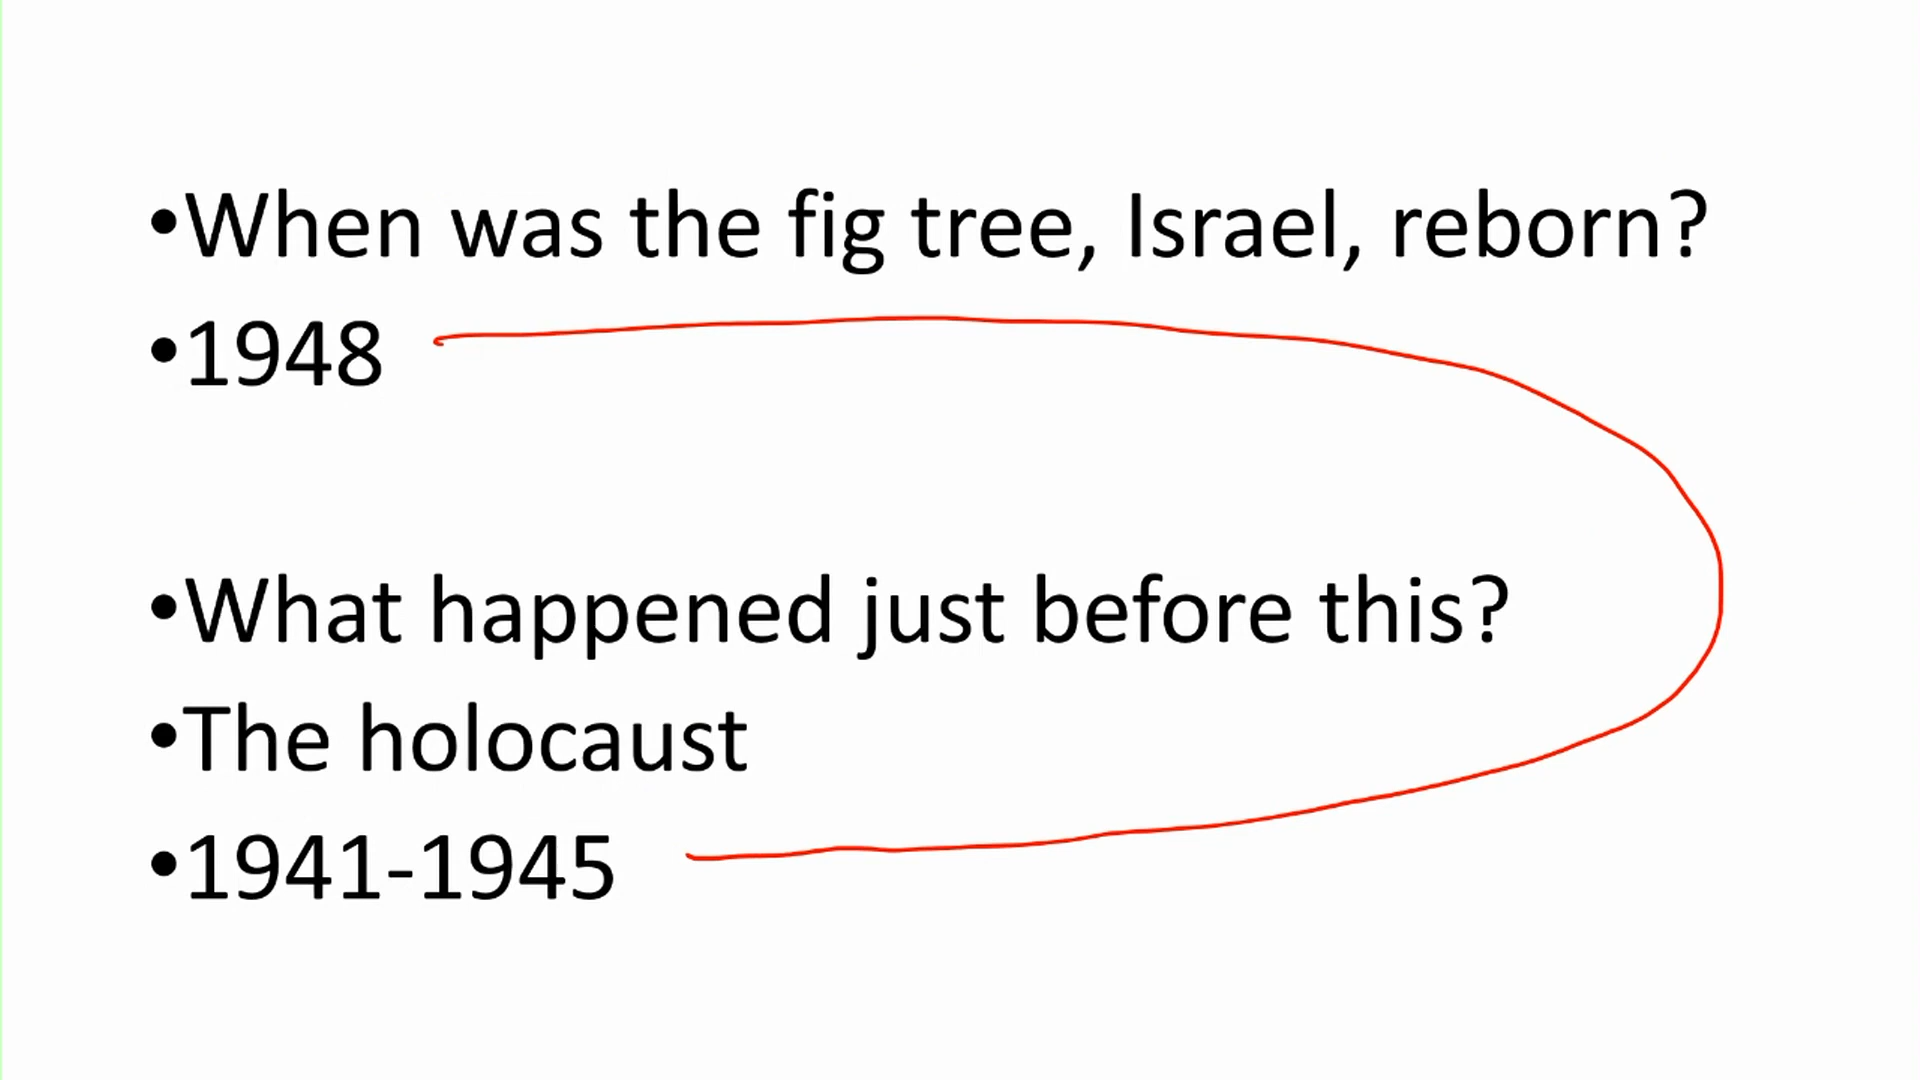 •When was the fig tree, Israel, reborn?
•1948
•What happened just before this?
•The holocaust
•1941-1945